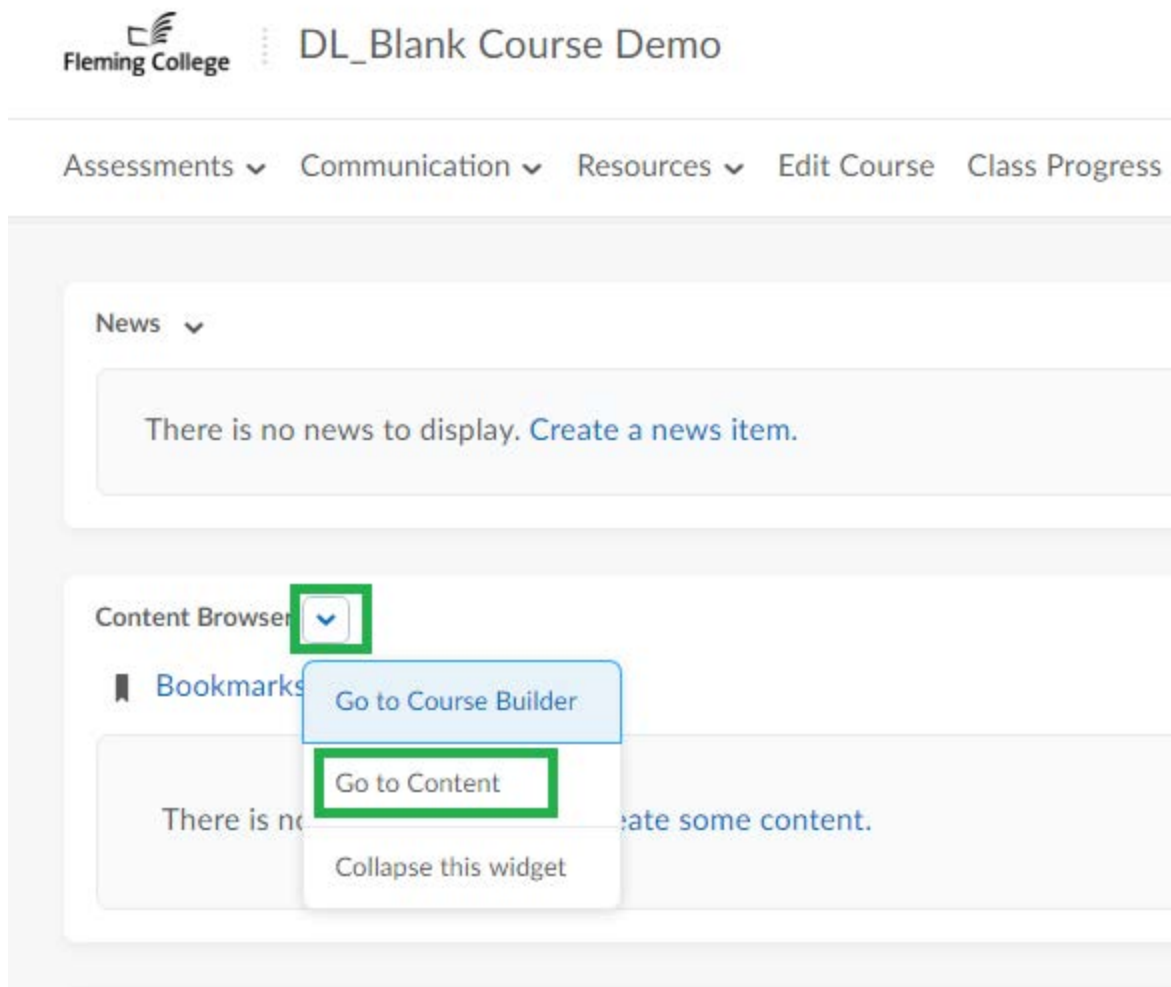 Fleming College
DL_Blank Course Demo
Assessments Communication Resources Edit Course Class Progress
News
There is no news to display. Create a news item.
Content Browser
Bookmarks
Go to Course Builder
Go to Content
There is eate some content.
Collapse this widget